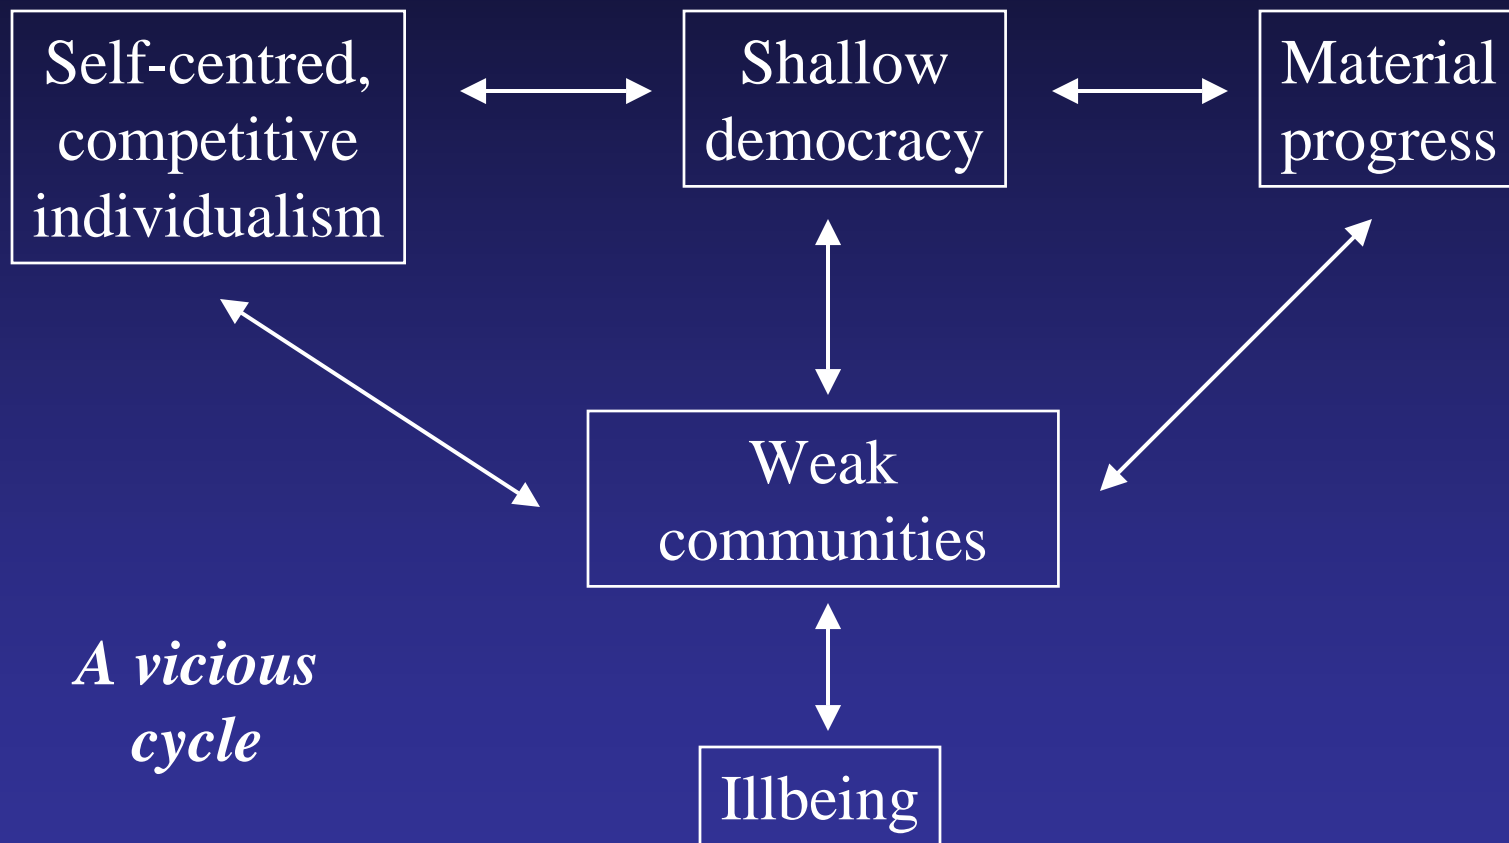 Self-centred,
competitive
individualism
Shallow
democracy
Material
progress
Weak
communities
A vicious
cycle
Illbeing